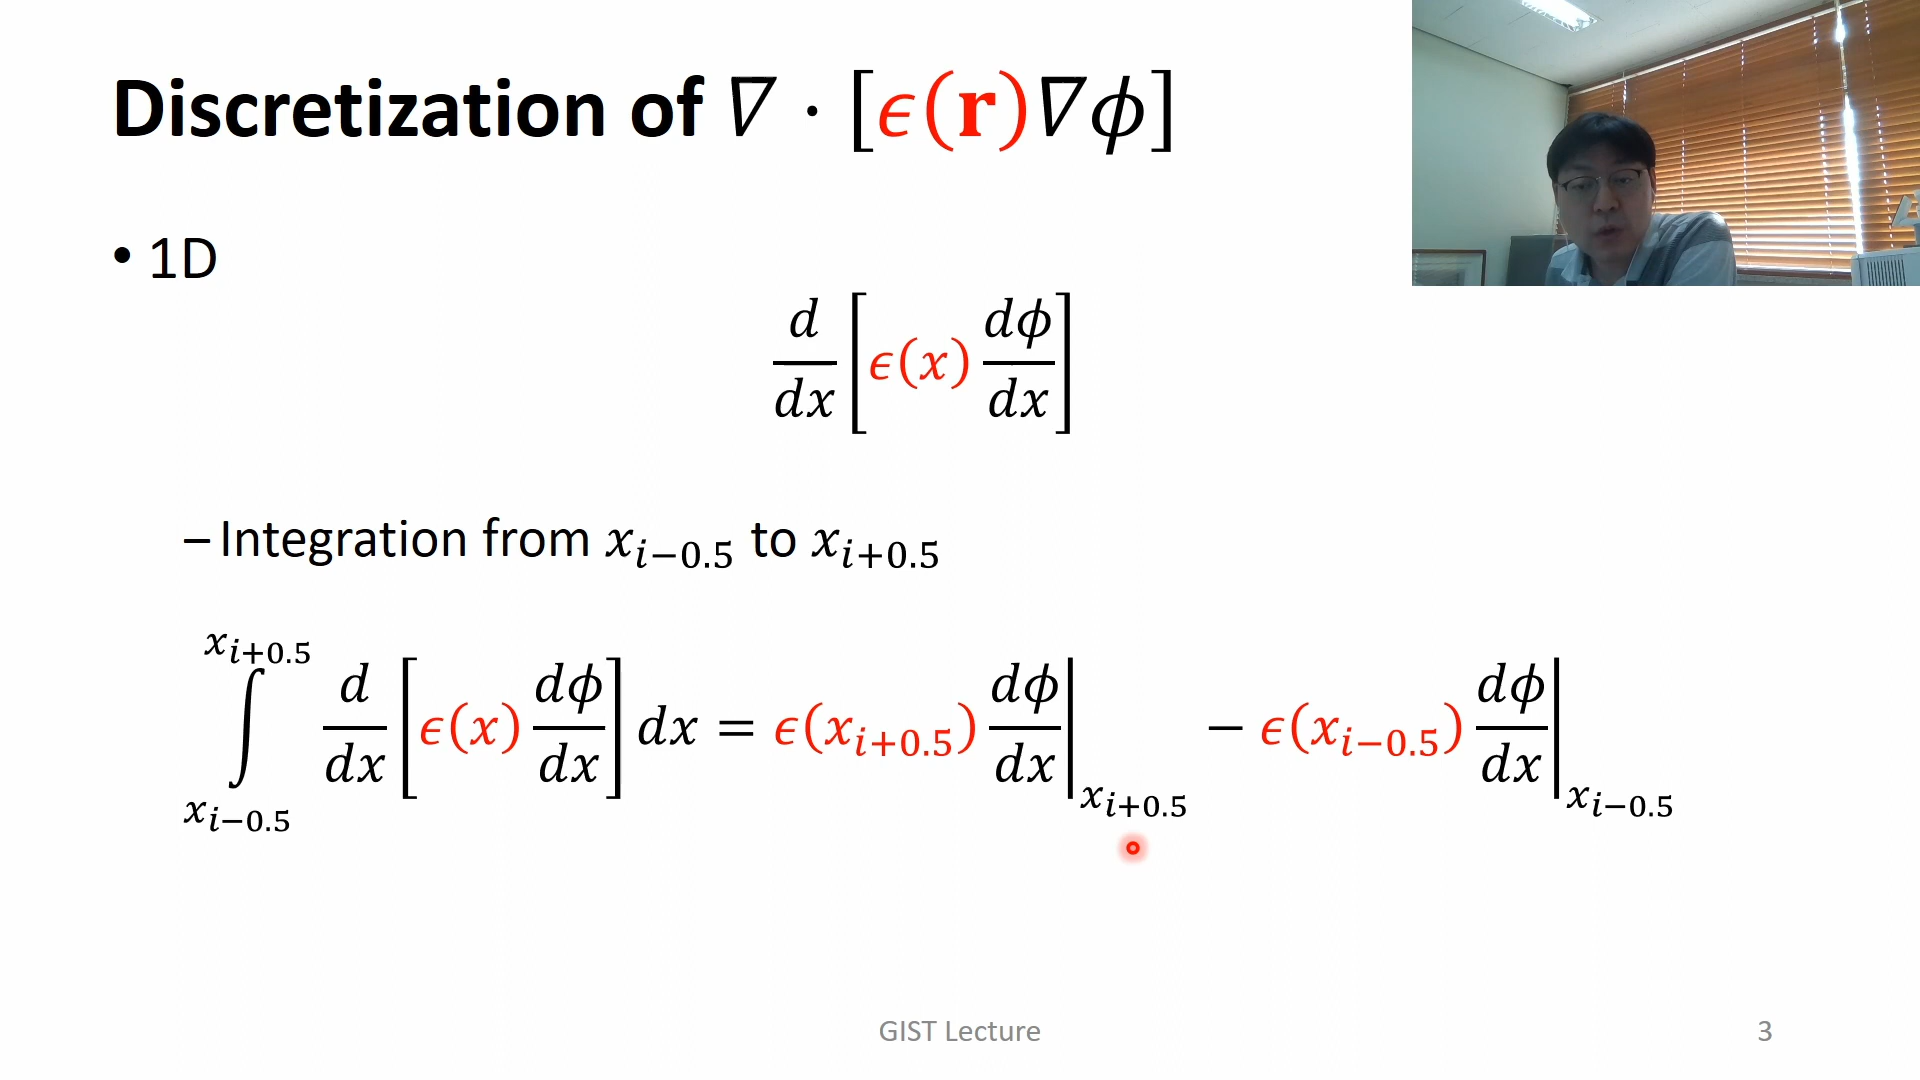 Discretization of ∇ · [ϵ(𝐫)∇ϕ]
• 1D
d/dx [ϵ(x) dϕ/dx]
– Integration from x_{i−0.5} to x_{i+0.5}
∫_{x_{i−0.5}}^{x_{i+0.5}} d/dx [ϵ(x) dϕ/dx] dx = ϵ(x_{i+0.5}) dϕ/dx|_{x_{i+0.5}} − ϵ(x_{i−0.5}) dϕ/dx|_{x_{i−0.5}}
GIST Lecture
3